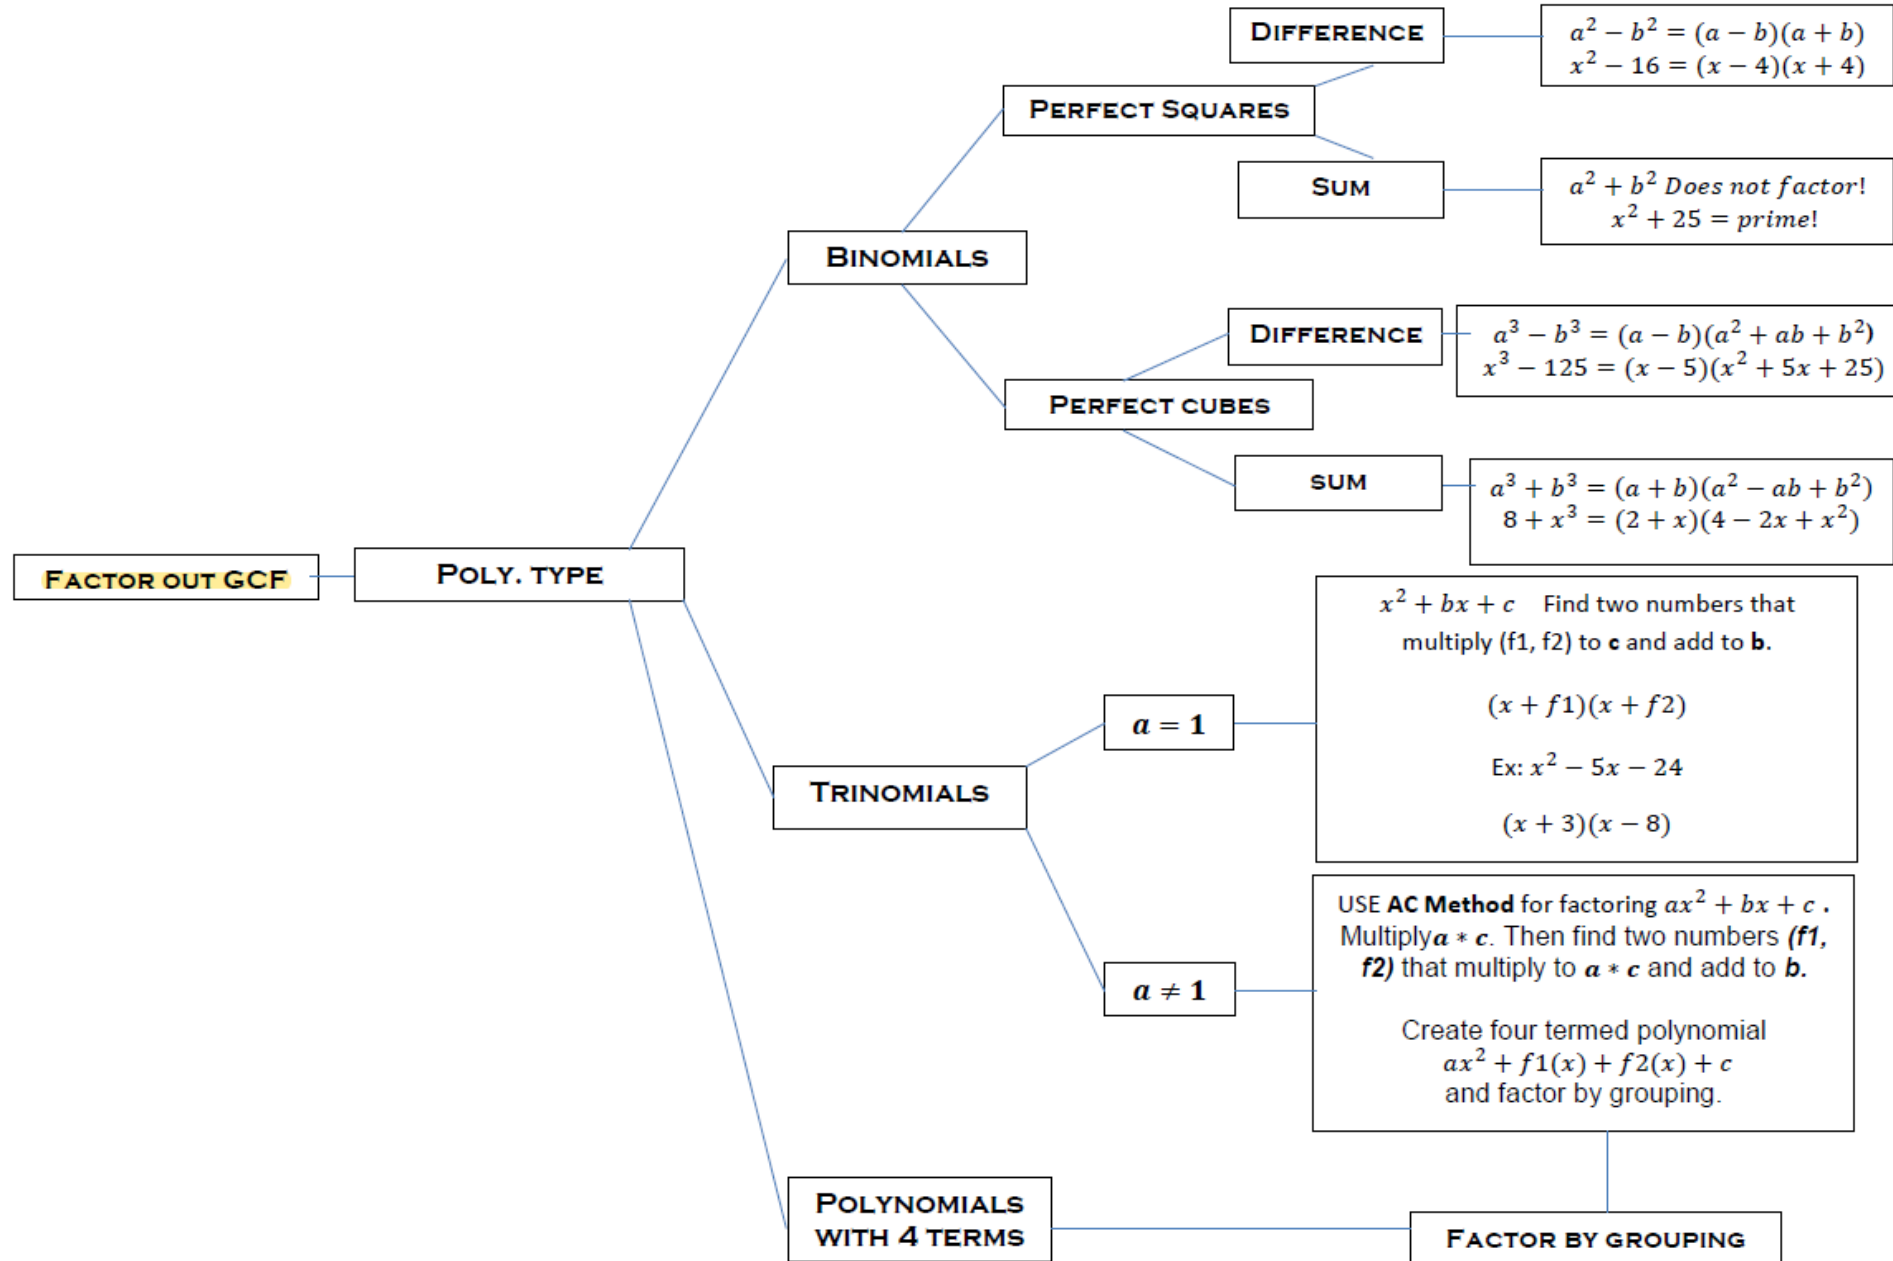 FACTOR OUT GCF
POLY. TYPE
BINOMIALS
PERFECT SQUARES
DIFFERENCE
a² − b² = (a − b)(a + b)
x² − 16 = (x − 4)(x + 4)
SUM
a² + b² Does not factor!
x² + 25 = prime!
PERFECT CUBES
DIFFERENCE
a³ − b³ = (a − b)(a² + ab + b²)
x³ − 125 = (x − 5)(x² + 5x + 25)
SUM
a³ + b³ = (a + b)(a² − ab + b²)
8 + x³ = (2 + x)(4 − 2x + x²)
TRINOMIALS
a = 1
x² + bx + c Find two numbers that
multiply (f1, f2) to c and add to b.
(x + f1)(x + f2)
Ex: x² − 5x − 24
(x + 3)(x − 8)
a ≠ 1
USE AC Method for factoring ax² + bx + c .
Multiply a ∗ c. Then find two numbers (f1,
f2) that multiply to a ∗ c and add to b.
Create four termed polynomial
ax² + f1(x) + f2(x) + c
and factor by grouping.
POLYNOMIALS
WITH 4 TERMS
FACTOR BY GROUPING